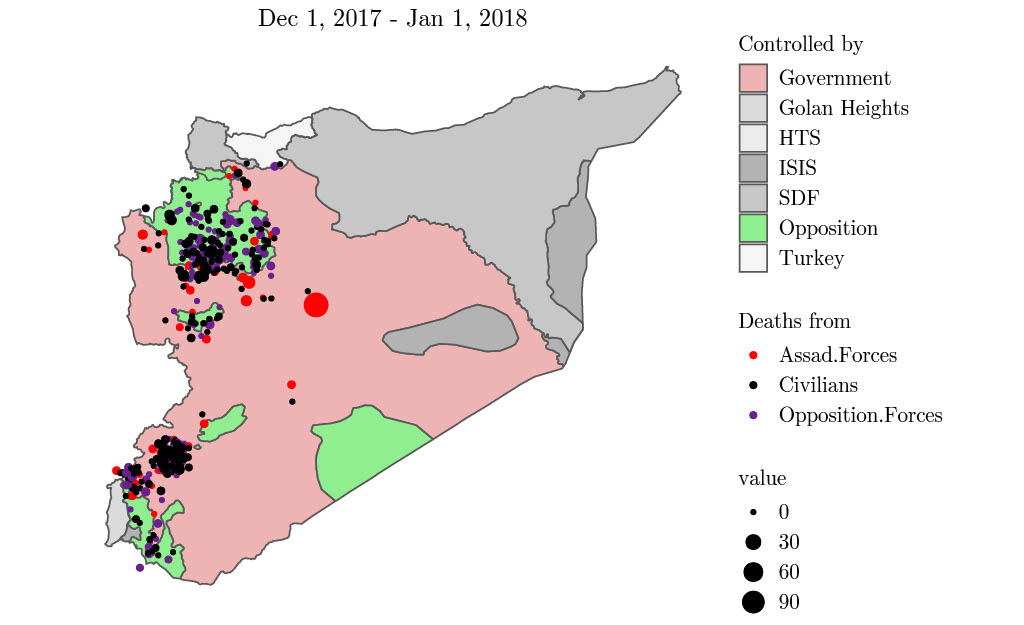 Dec 1, 2017 - Jan 1, 2018
Controlled by
Government
Golan Heights
HTS
ISIS
SDF
Opposition
Turkey
Deaths from
Assad.Forces
Civilians
Opposition.Forces
value
0
30
60
90